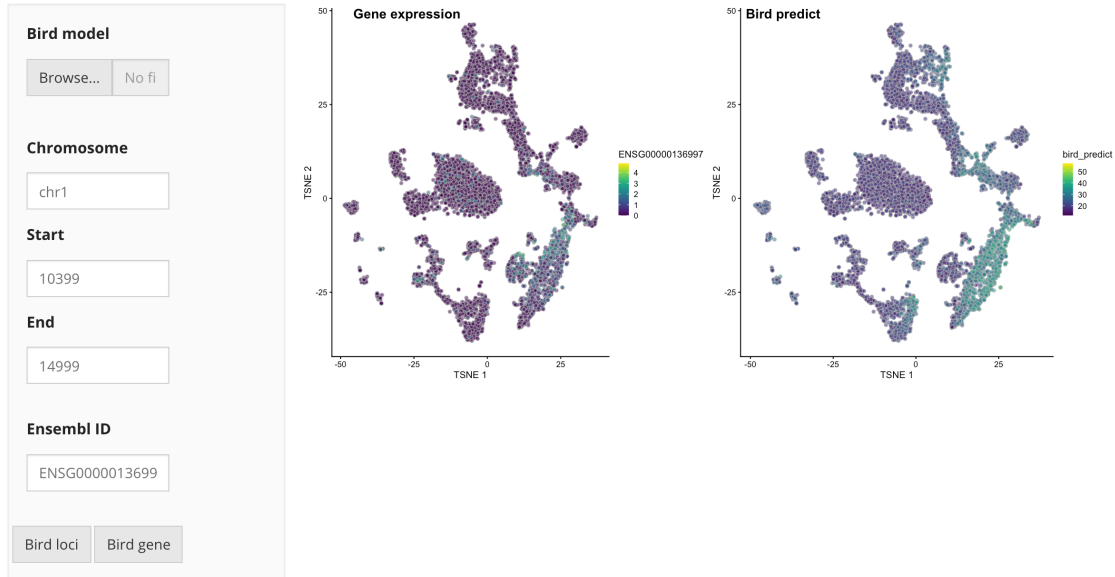 Bird model
Browse...
No fi
Chromosome
chr1
Start
10399
End
14999
Ensembl ID
ENSG0000013699
Bird loci
Bird gene
Gene expression
50
25
0
-25
TSNE 2
-50
-25
0
25
TSNE 1
ENSG00000136997
4
3
2
1
0
Bird predict
50
25
0
-25
TSNE 2
-50
-25
0
25
TSNE 1
bird_predict
50
40
30
20